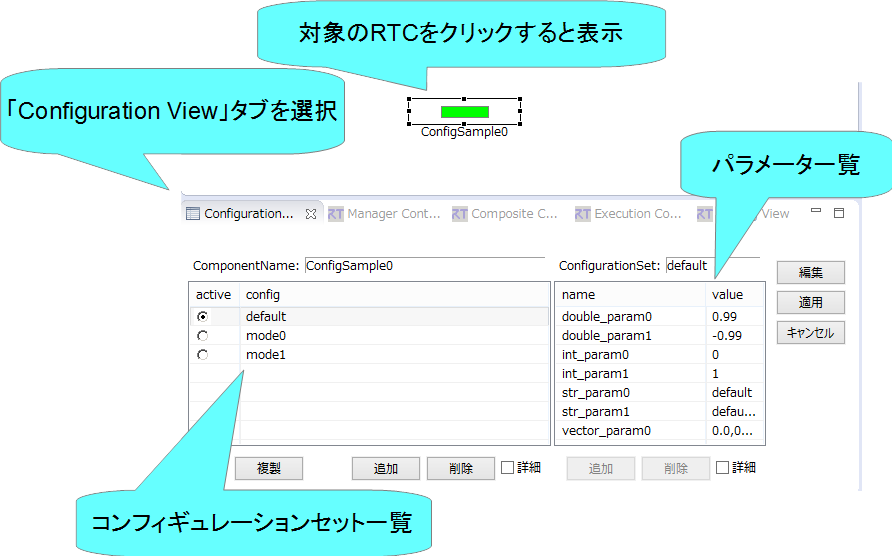 対象のRTCをクリックすると表示
「Configuration View」タブを選択
ConfigSample0
パラメータ一覧
Configuration... Manager Cont... Composite C... Execution Co... RT View
ComponentName: ConfigSample0 ConfigurationSet: default
編集
適用
キャンセル
active config
default
mode0
mode1
name value
double_param0 0.99
double_param1 -0.99
int_param0 0
int_param1 1
str_param0 default
str_param1 defau...
vector_param0 0.0,0...
複製 追加 削除 詳細 追加 削除 詳細
コンフィギュレーションセット一覧